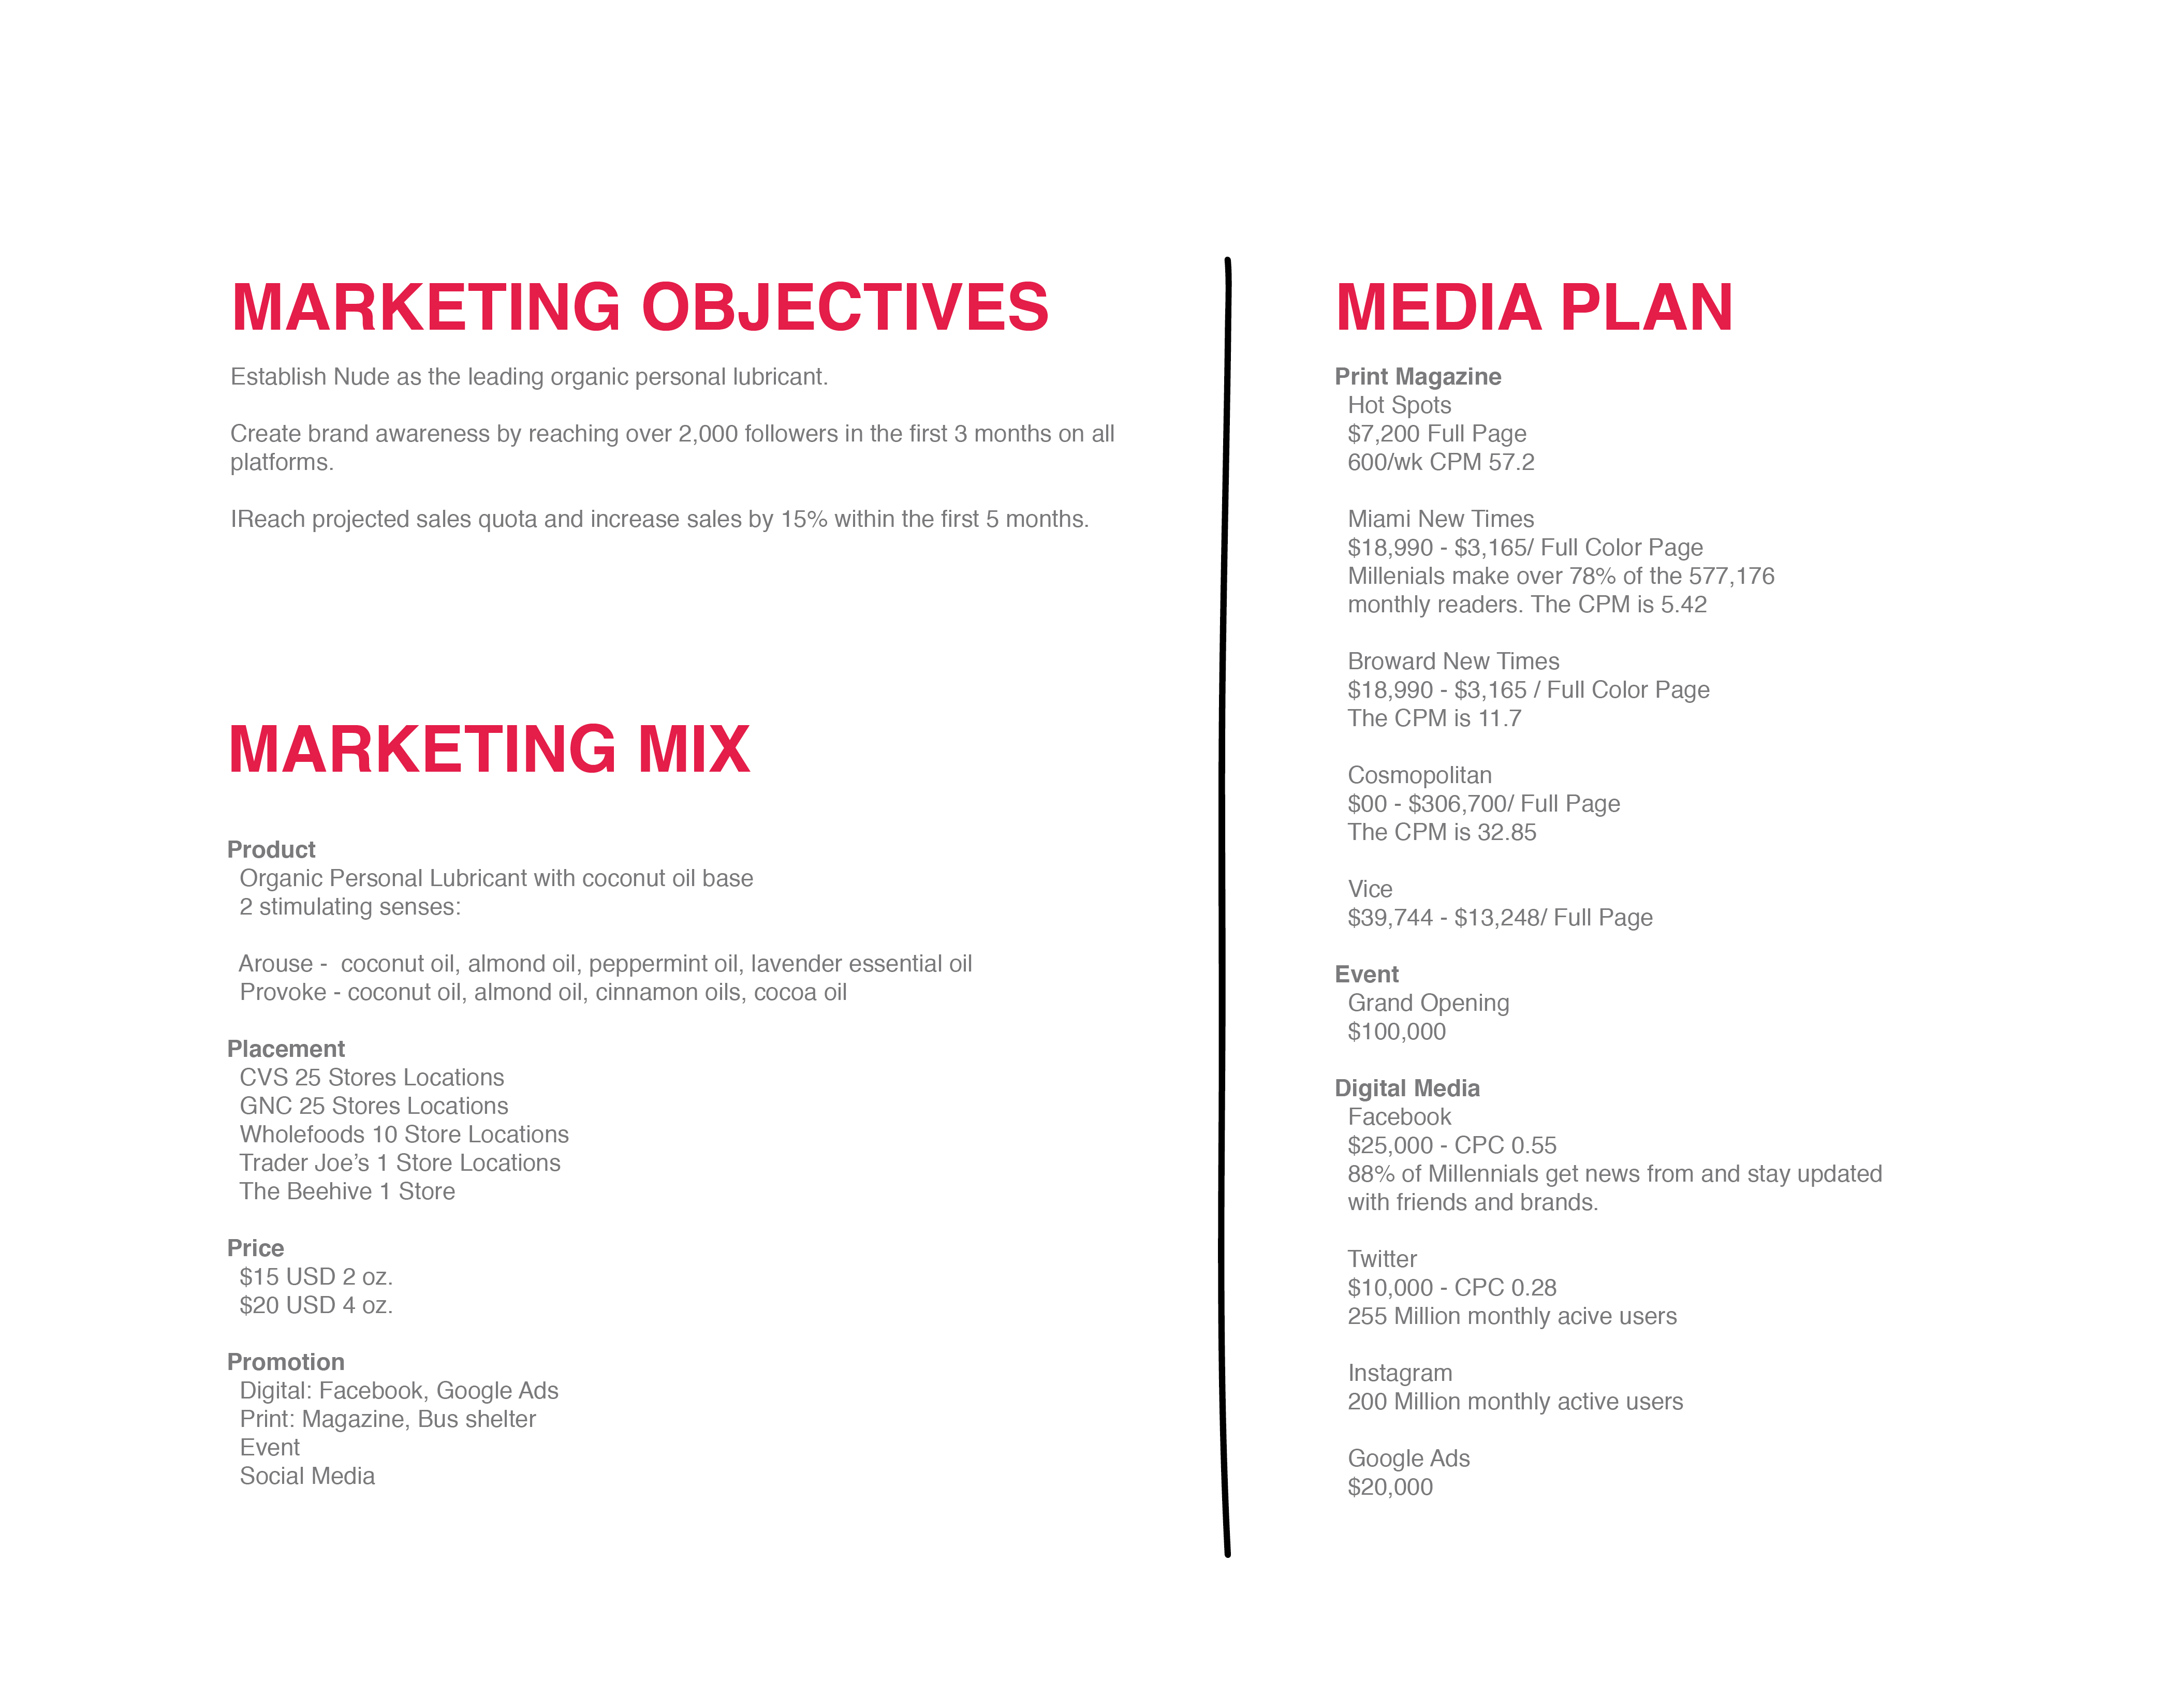 MARKETING OBJECTIVES
Establish Nude as the leading organic personal lubricant.
Create brand awareness by reaching over 2,000 followers in the first 3 months on all
platforms.
IReach projected sales quota and increase sales by 15% within the first 5 months.
MARKETING MIX
Product
Organic Personal Lubricant with coconut oil base
2 stimulating senses:
Arouse -  coconut oil, almond oil, peppermint oil, lavender essential oil
Provoke - coconut oil, almond oil, cinnamon oils, cocoa oil
Placement
CVS 25 Stores Locations
GNC 25 Stores Locations
Wholefoods 10 Store Locations
Trader Joe’s 1 Store Locations
The Beehive 1 Store
Price
$15 USD 2 oz.
$20 USD 4 oz.
Promotion
Digital: Facebook, Google Ads
Print: Magazine, Bus shelter
Event
Social Media
MEDIA PLAN
Print Magazine
Hot Spots
$7,200 Full Page
600/wk CPM 57.2
Miami New Times
$18,990 - $3,165/ Full Color Page
Millenials make over 78% of the 577,176
monthly readers. The CPM is 5.42
Broward New Times
$18,990 - $3,165 / Full Color Page
The CPM is 11.7
Cosmopolitan
$00 - $306,700/ Full Page
The CPM is 32.85
Vice
$39,744 - $13,248/ Full Page
Event
Grand Opening
$100,000
Digital Media
Facebook
$25,000 - CPC 0.55
88% of Millennials get news from and stay updated
with friends and brands.
Twitter
$10,000 - CPC 0.28
255 Million monthly acive users
Instagram
200 Million monthly active users
Google Ads
$20,000